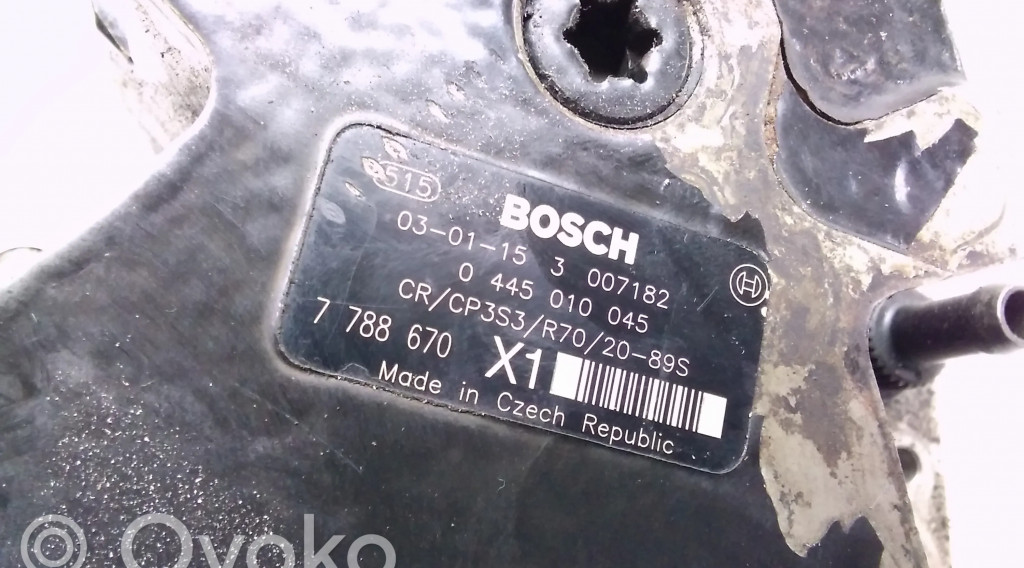 515
BOSCH
03-01-15 3 007182
0 445 010 045
CR/CP3S3/R70/20-89S
7 788 670 X1
Made in Czech Republic
Ovoko